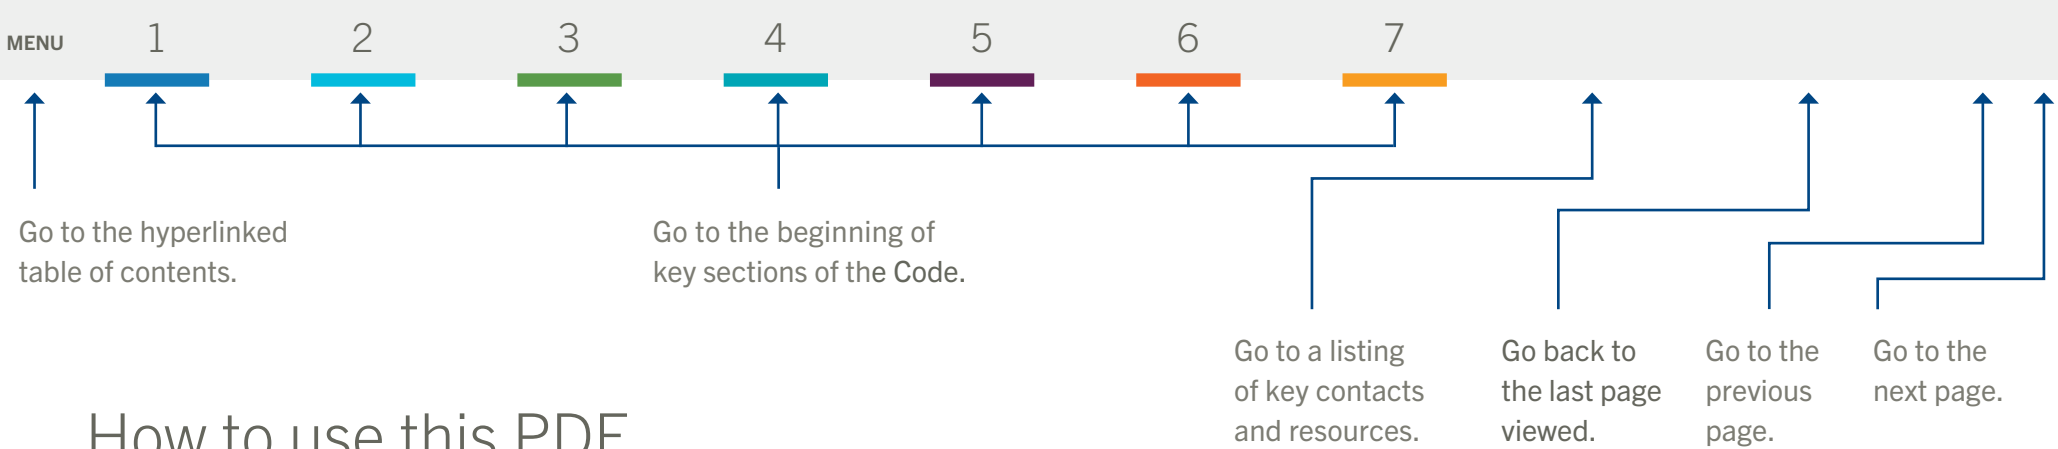 MENU 1 2 3 4 5 6 7
Go to the hyperlinked
table of contents.
Go to the beginning of
key sections of the Code.
Go to a listing
of key contacts
and resources.
Go back to
the last page
viewed.
Go to the
previous
page.
Go to the
next page.
How to use this PDF